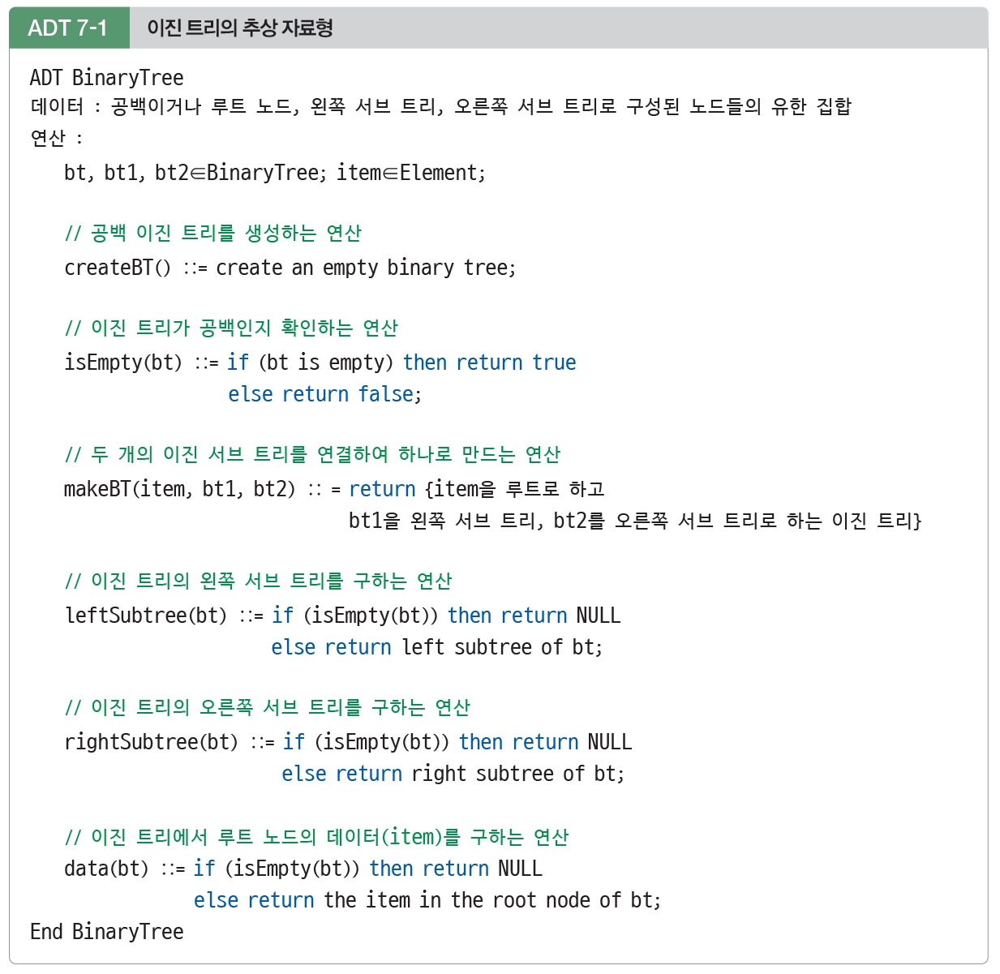 ADT 7-1 이진 트리의 추상 자료형
ADT BinaryTree
데이터 : 공백이거나 루트 노드, 왼쪽 서브 트리, 오른쪽 서브 트리로 구성된 노드들의 유한 집합
연산 :
bt, bt1, bt2∈BinaryTree; item∈Element;
// 공백 이진 트리를 생성하는 연산
createBT() ::= create an empty binary tree;
// 이진 트리가 공백인지 확인하는 연산
isEmpty(bt) ::= if (bt is empty) then return true
else return false;
// 두 개의 이진 서브 트리를 연결하여 하나로 만드는 연산
makeBT(item, bt1, bt2) :: = return {item을 루트로 하고
bt1을 왼쪽 서브 트리, bt2를 오른쪽 서브 트리로 하는 이진 트리}
// 이진 트리의 왼쪽 서브 트리를 구하는 연산
leftSubtree(bt) ::= if (isEmpty(bt)) then return NULL
else return left subtree of bt;
// 이진 트리의 오른쪽 서브 트리를 구하는 연산
rightSubtree(bt) ::= if (isEmpty(bt)) then return NULL
else return right subtree of bt;
// 이진 트리에서 루트 노드의 데이터(item)를 구하는 연산
data(bt) ::= if (isEmpty(bt)) then return NULL
else return the item in the root node of bt;
End BinaryTree